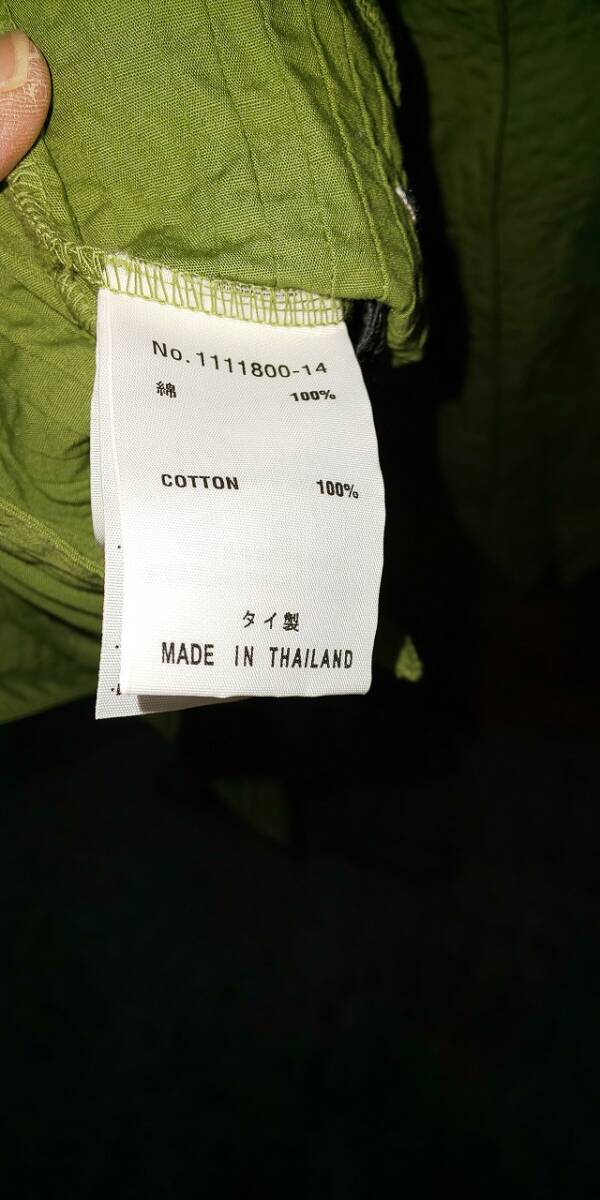 No.1111800-14
綿 100%
COTTON 100%
タイ製
MADE IN THAILAND